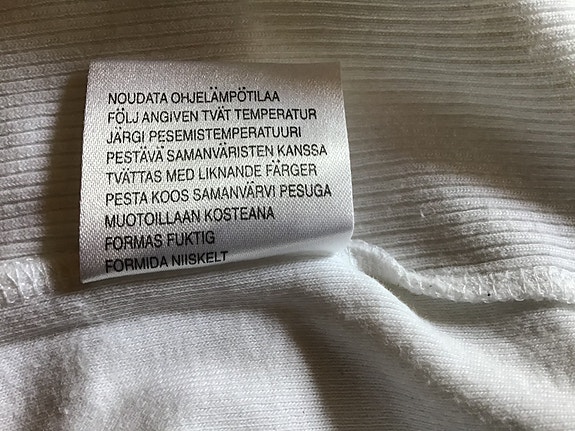 NOUDATA OHJELÄMPÖTILAA
FÖLJ ANGIVEN TVÄT TEMPERATUR
JÄRGI PESEMISTEMPERATUURI
PESTÄVÄ SAMANVÄRISTEN KANSSA
TVÄTTAS MED LIKNANDE FÄRGER
PESTA KOOS SAMANVÄRVI PESUGA
MUOTOILLAAN KOSTEANA
FORMAS FUKTIG
FORMIDA NIISKELT